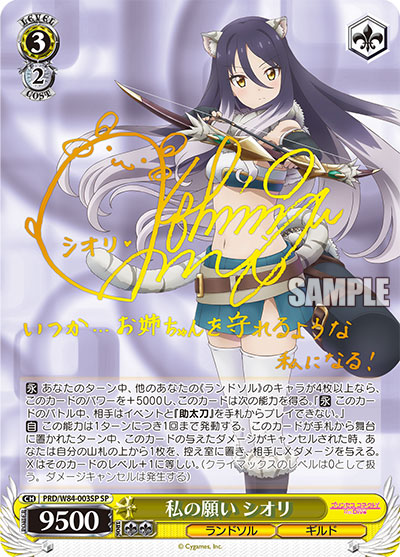 LEVEL
3
2
COST
シオリ♥
SAMPLE
いつか…お姉ちゃんを守れるような
私になる!
永 あなたのターン中、他のあなたの《ランドソル》のキャラが4枚以上なら、
このカードのパワーを+5000し、このカードは次の能力を得る。『永 この
カードのバトル中、相手はイベントと『助太刀』を手札からプレイできない。』
自 この能力は1ターンにつき1回まで発動する。このカードが手札から舞台
に置かれたターン中、このカードの与えたダメージがキャンセルされた時、あ
なたは自分の山札の上から1枚を、控え室に置き、相手にXダメージを与える。
Xはそのカードのレベル+1に等しい。(クライマックスのレベルは0として扱
う。ダメージキャンセルは発生する)
CH PRD/W84-003SP SP
私の願い シオリ
POWER
9500
SOUL
ランドソル
ギルド
プリンセスコネクト!
Re:Dive
© Cygames, Inc.